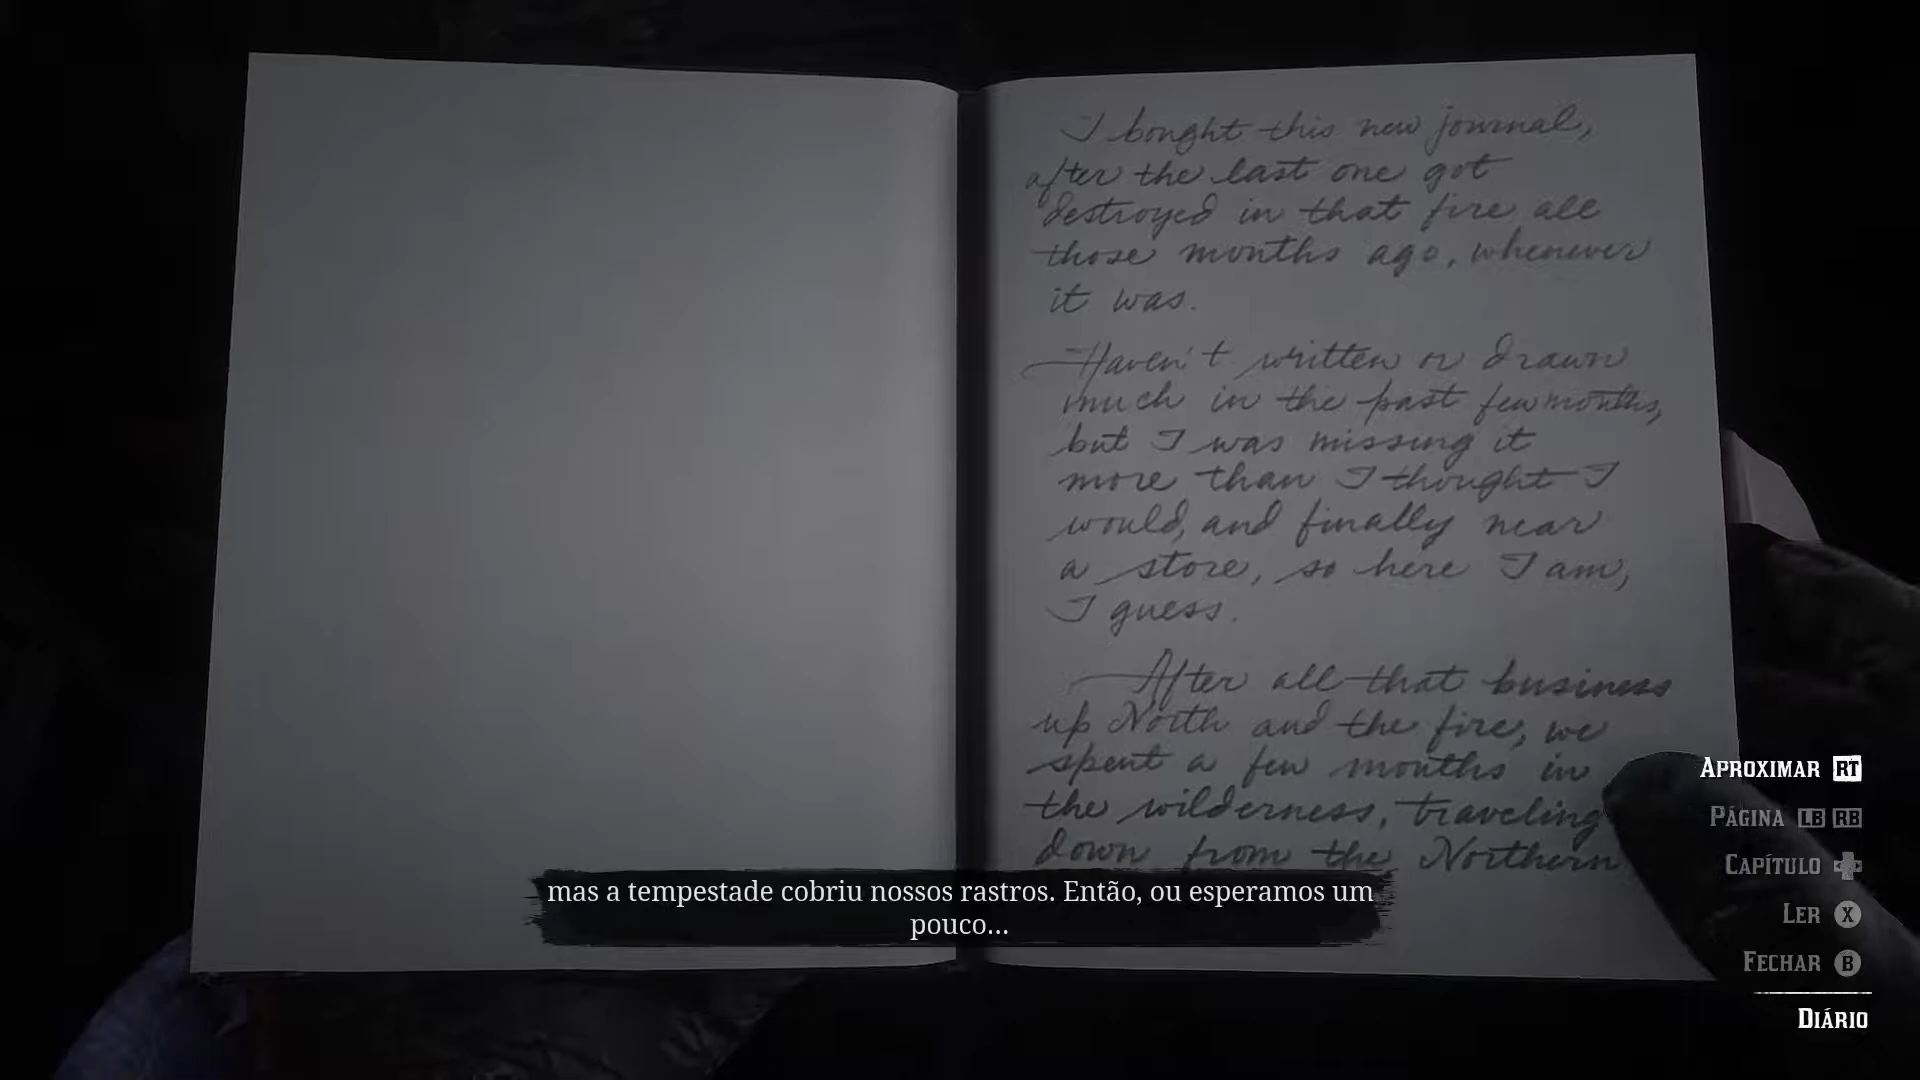 I bought this new journal,
after the last one got
destroyed in that fire all
those months ago, whenever
it was.
Haven't written or drawn
much in the past few months,
but I was missing it
more than I thought I
would, and finally near
a store, so here I am,
I guess.
After all that business
up North and the fire, we
spent a few months in
the wilderness, traveling
down from the Northern
mas a tempestade cobriu nossos rastros. Então, ou esperamos um
pouco...
APROXIMAR RT
PÁGINA LB RB
CAPÍTULO
LER X
FECHAR B
DIÁRIO